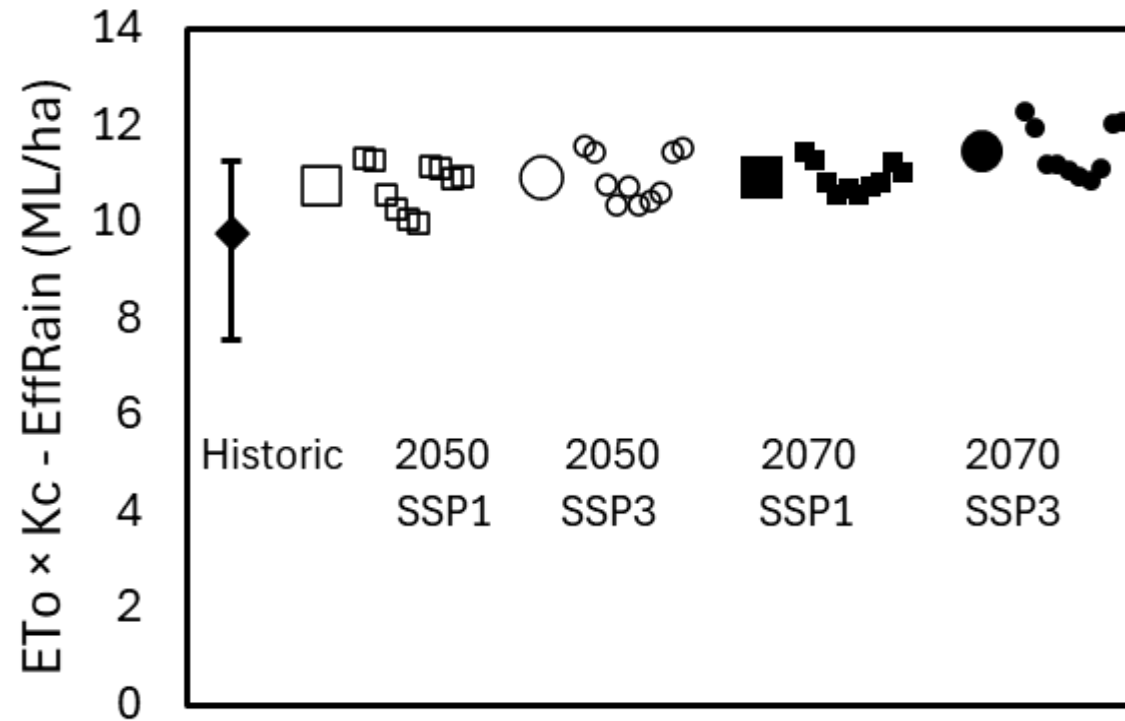 ETo × Kc - EffRain (ML/ha)
14
12
10
8
6
4
2
0
Historic
2050
SSP1
2050
SSP3
2070
SSP1
2070
SSP3